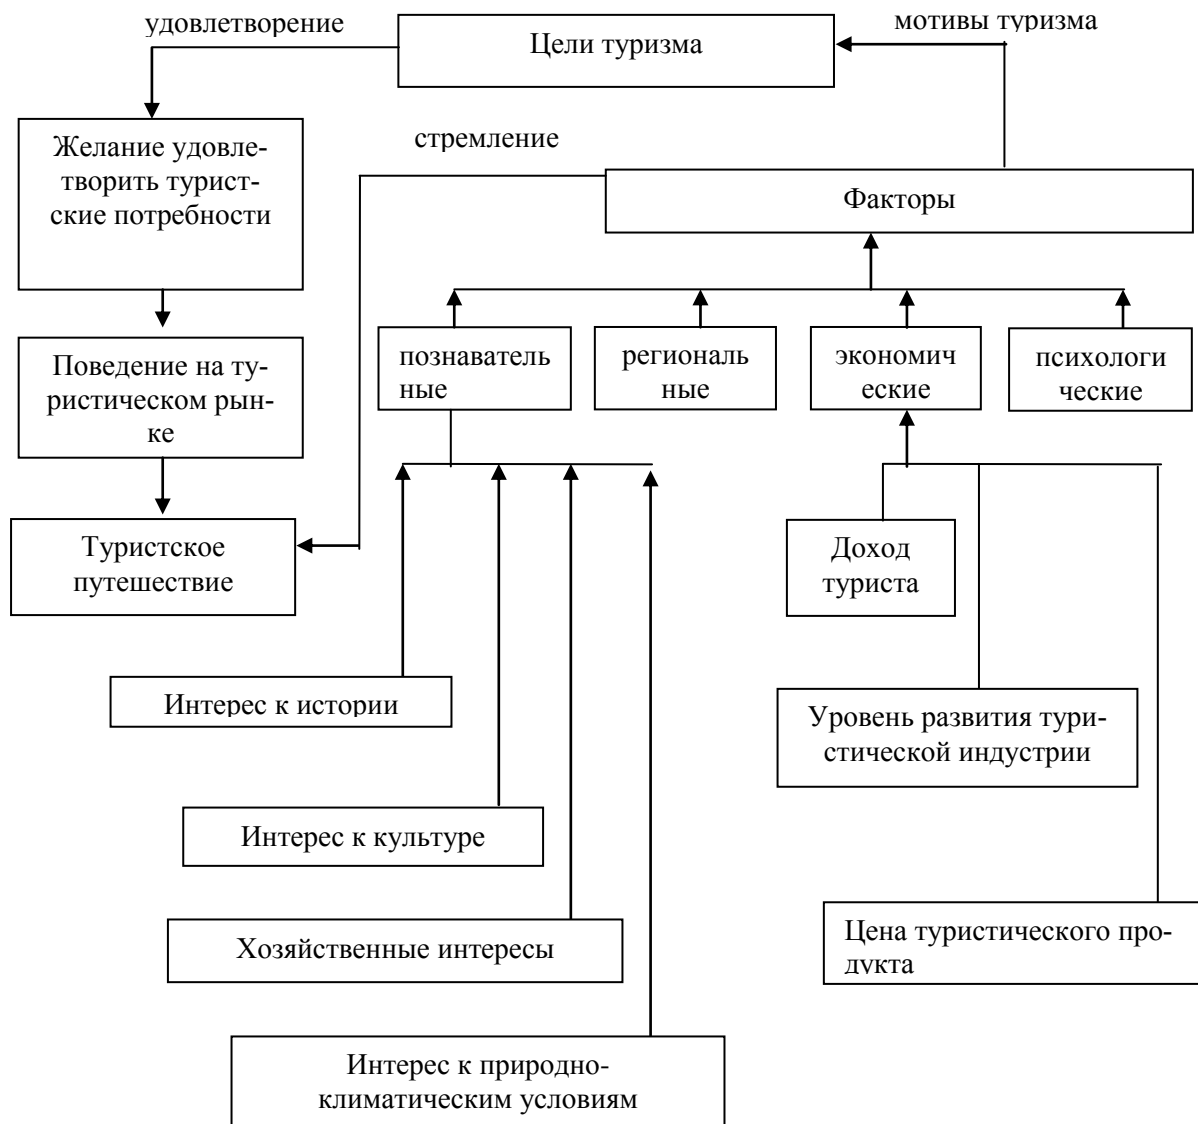 удовлетворение
мотивы туризма
Цели туризма
стремление
Желание удовле-
творить турист-
ские потребности
Факторы
познаватель
ные
региональ
ные
экономич
еские
психологи
ческие
Поведение на ту-
ристическом рын-
ке
Туристское
путешествие
Доход
туриста
Интерес к истории
Уровень развития тури-
стической индустрии
Интерес к культуре
Хозяйственные интересы
Цена туристического про-
дукта
Интерес к природно-
климатическим условиям